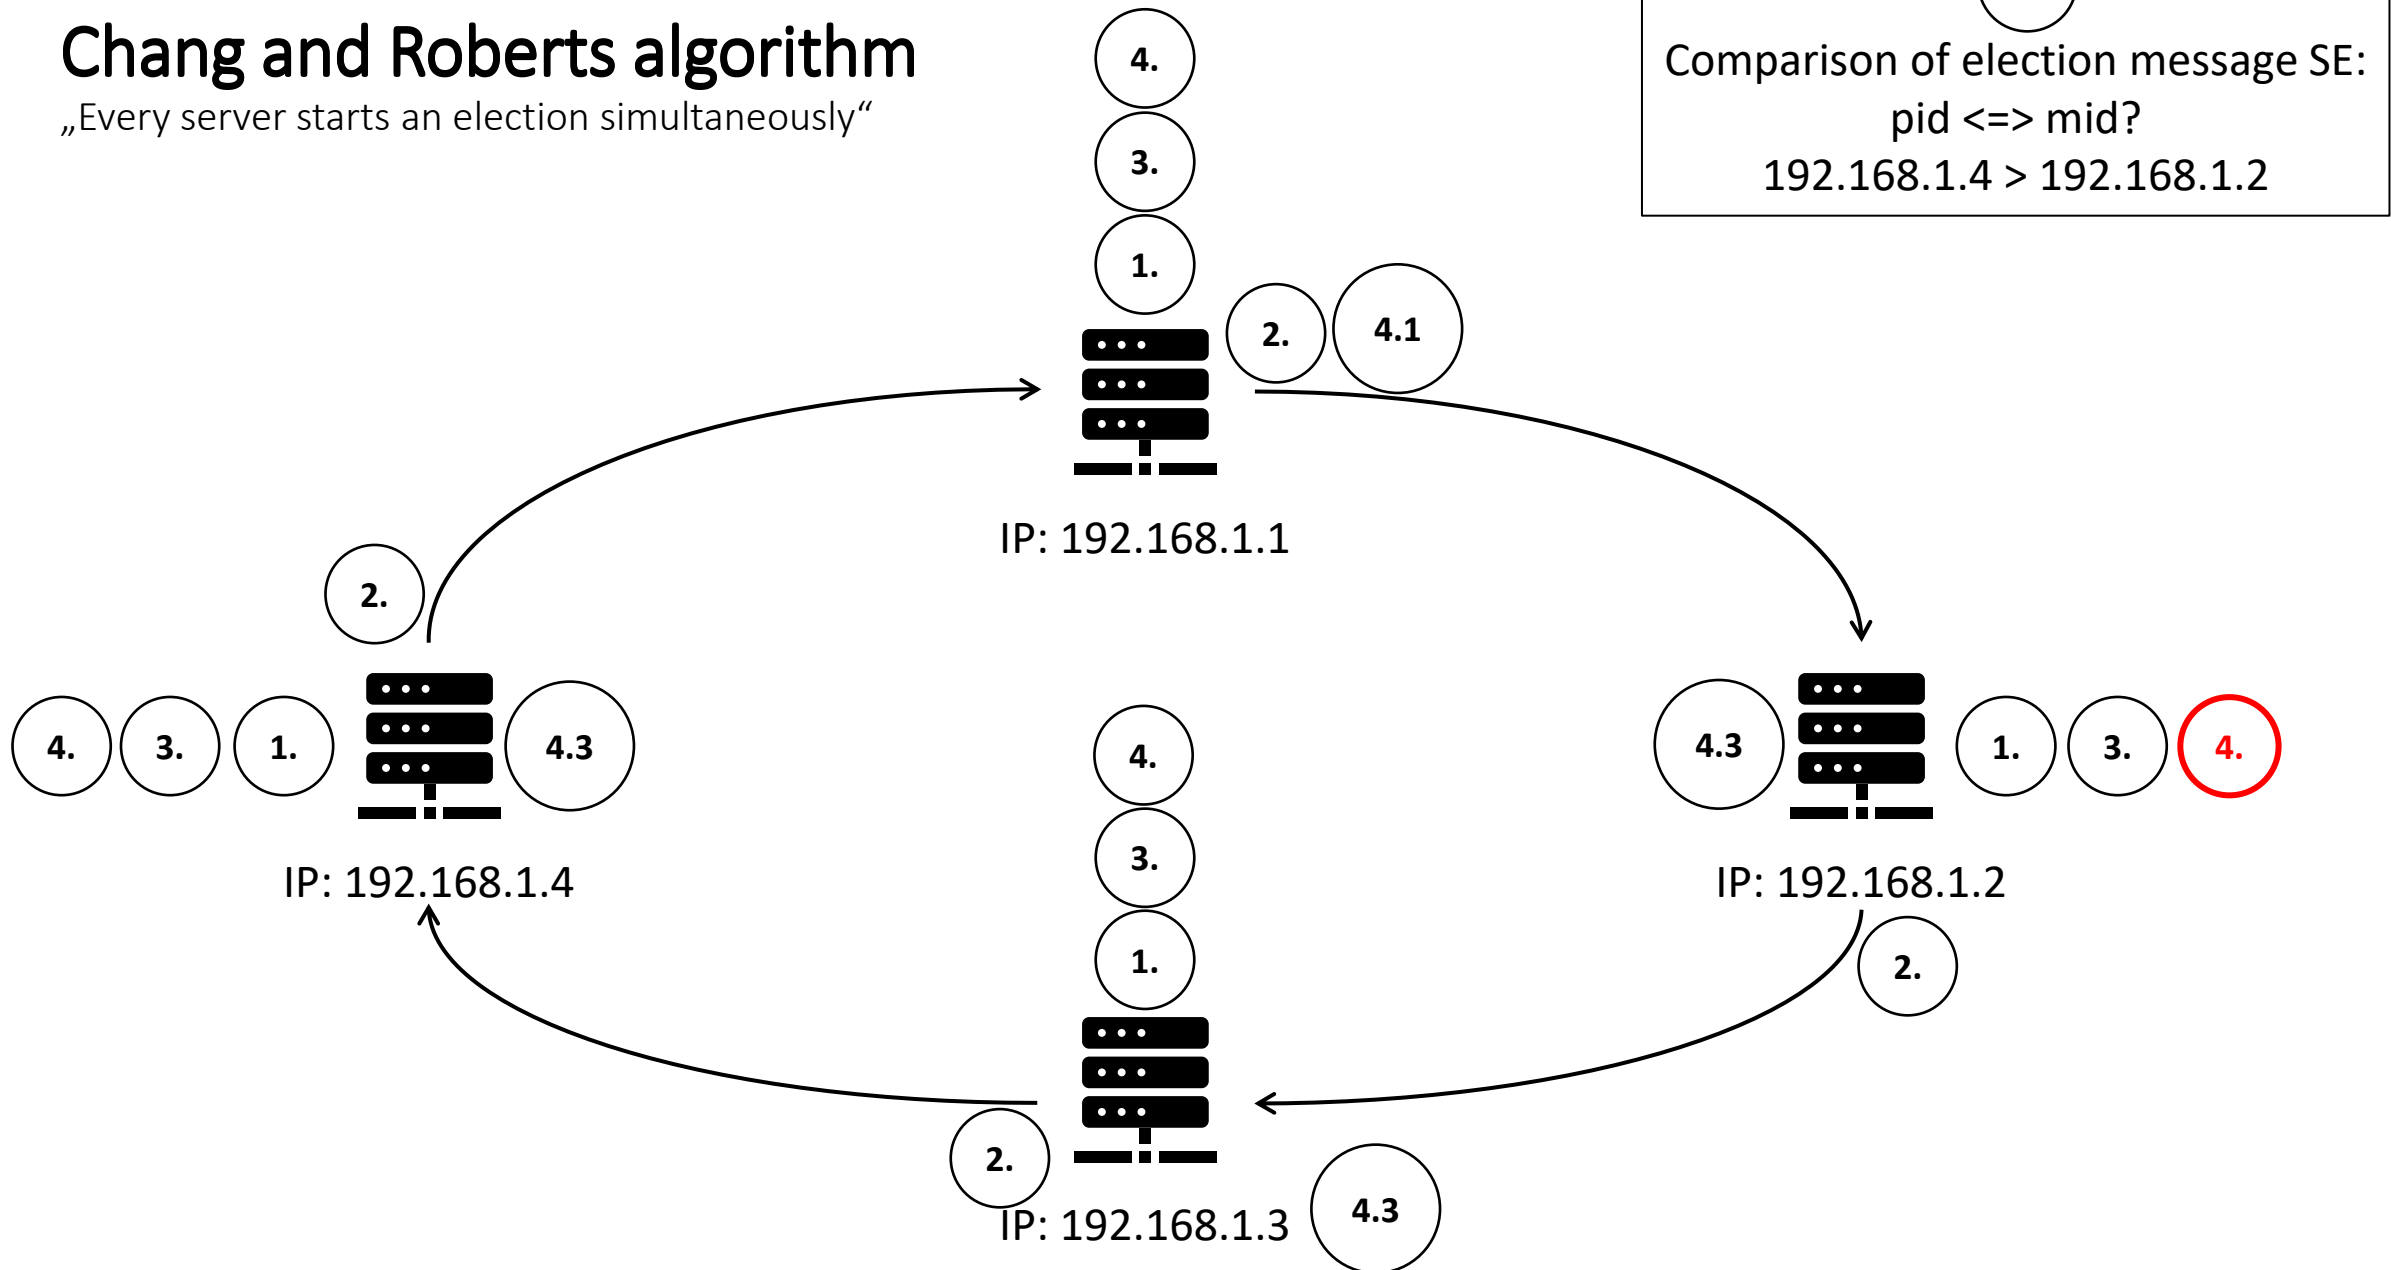 Chang and Roberts algorithm
„Every server starts an election simultaneously“
Comparison of election message SE:
pid <=> mid?
192.168.1.4 > 192.168.1.2
4.
3.
1.
2.
4.1
IP: 192.168.1.1
2.
4.
3.
1.
4.3
IP: 192.168.1.4
4.3
1.
3.
4.
IP: 192.168.1.2
2.
4.
3.
1.
2.
IP: 192.168.1.3
4.3